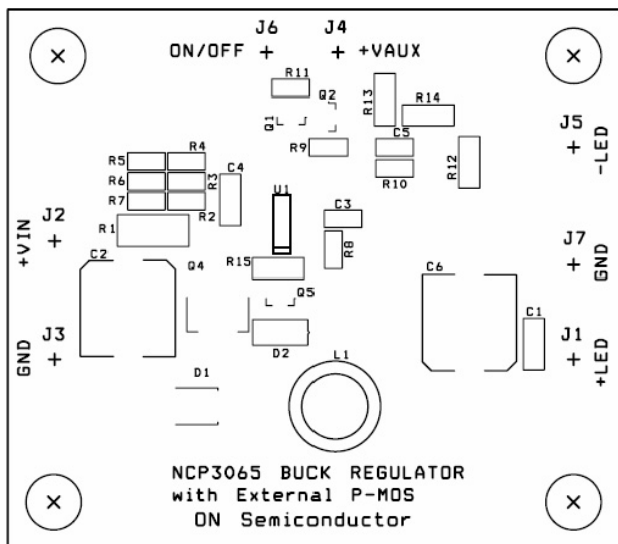 J6 J4
ON/OFF +VAUX
R11
Q2
R13
R14
Q1
J5
R9
C5
-LED
R12
R5 R4
R6 R3
C4
R10
R7 R2
U1
J2
C3
R1
+VIN
J7
R8
C2
Q4
R15
C6
GND
Q5
C1
J3
J1
GND
D2
L1
+LED
D1
NCP3065 BUCK REGULATOR
with External P-MOS
ON Semiconductor